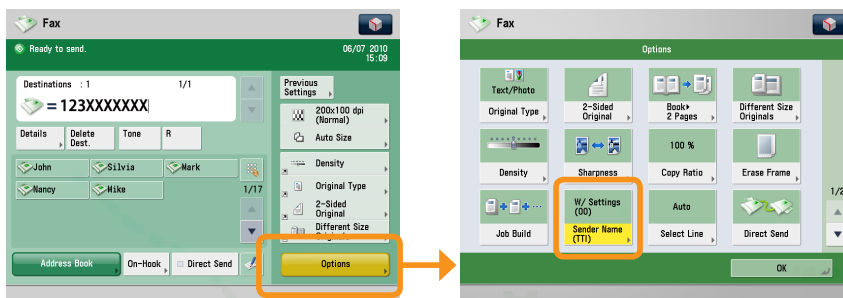 Fax
Ready to send.
06/07 2010
15:09
Destinations : 1
1/1
= 123XXXXXXX
Details
Delete
Dest.
Tone
R
John
Silvia
Mark
Nancy
Mike
1/17
Address Book
On-Hook
Direct Send
Previous
Settings
200x100 dpi
(Normal)
Auto Size
Density
Original Type
2-Sided
Original
Different Size
Originals
Options
Fax
Options
Text/Photo
Original Type
2-Sided
Original
Book
2 Pages
Different Size
Originals
Density
Sharpness
100 %
Copy Ratio
Erase Frame
Job Build
W/ Settings
(00)
Sender Name
(TTI)
Auto
Select Line
Direct Send
1/2
OK